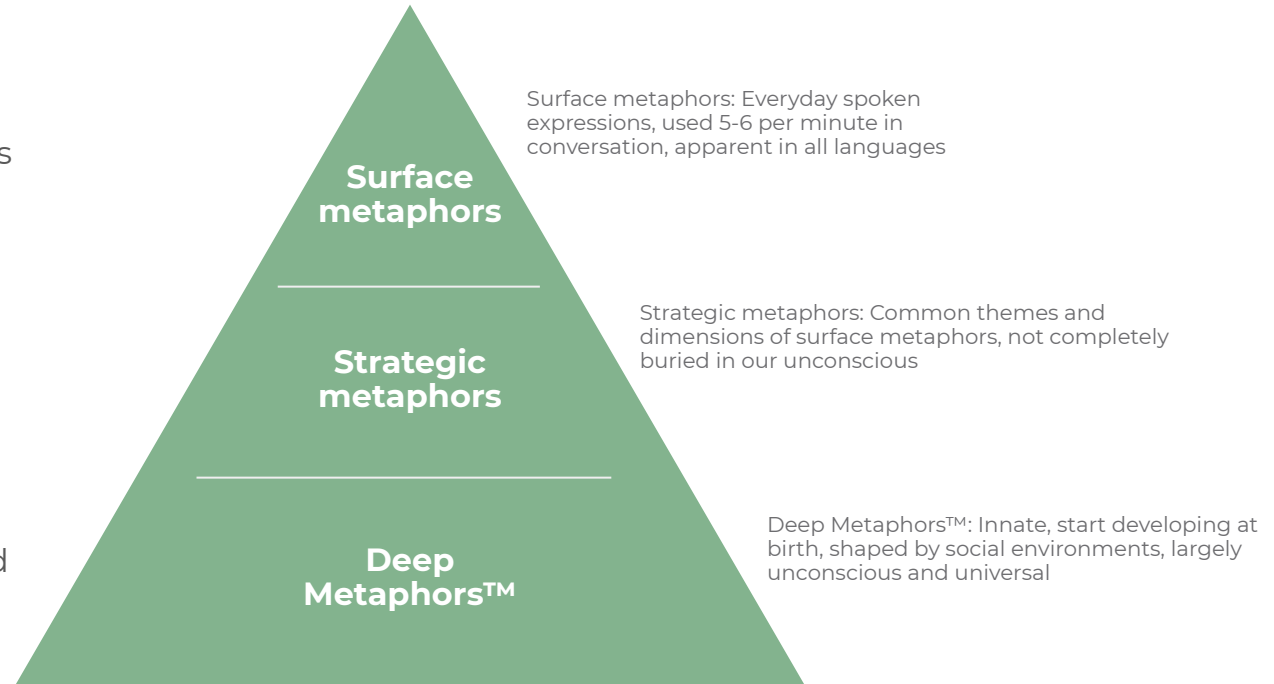 Surface metaphors: Everyday spoken
expressions, used 5-6 per minute in
conversation, apparent in all languages
Surface
metaphors
Strategic metaphors: Common themes and
dimensions of surface metaphors, not completely
buried in our unconscious
Strategic
metaphors
Deep Metaphors™: Innate, start developing at
birth, shaped by social environments, largely
unconscious and universal
Deep
Metaphors™